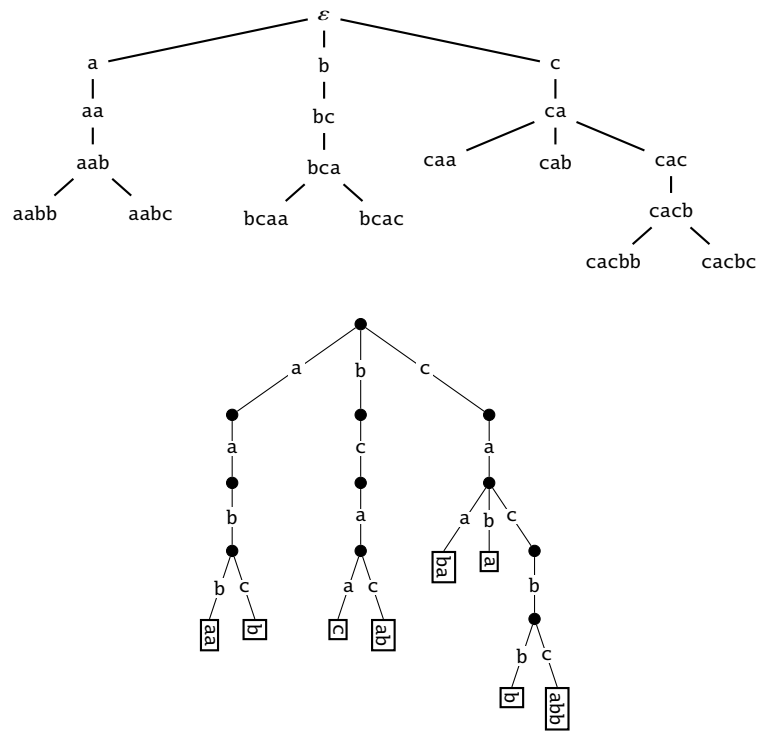 ε
a b c
aa bc ca
aab bca caa cab cac
aabb aabc bcaa bcac cacb
cacbb cacbc
a b c
a c a
b a a b c
ba a
b c a c b
aa b c ab
b c
b abb